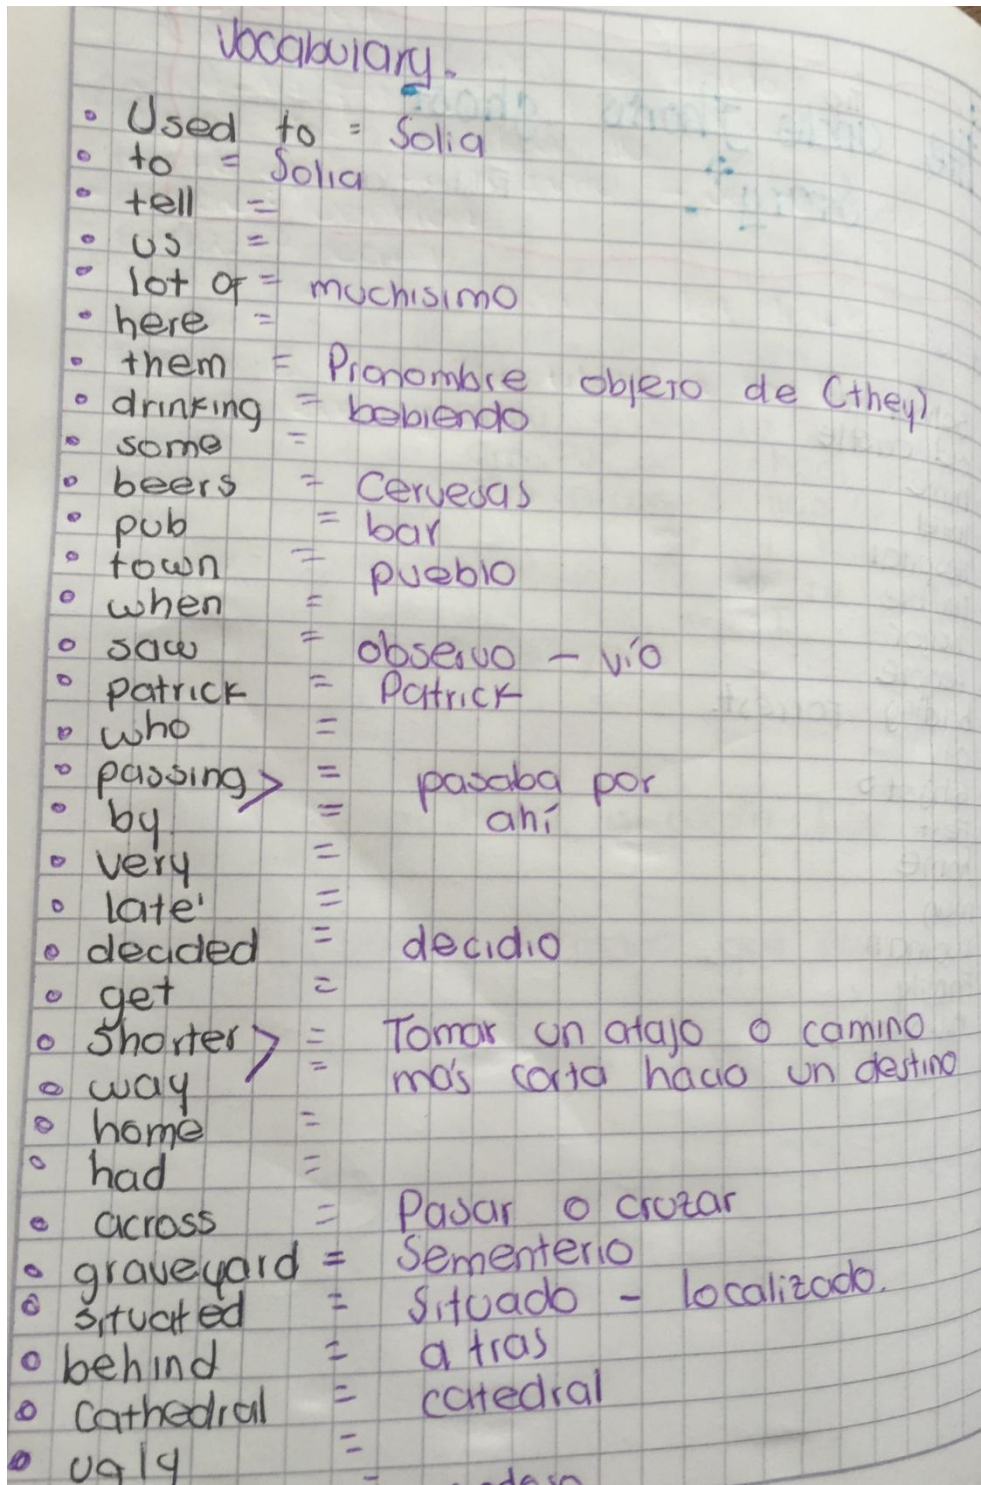 Vocabulary.
• Used to = Solia
• to = Solia
• tell =
• us =
• lot of = muchisimo
• here =
• them = Pronombre objeto de (they)
• drinking = bebiendo
• some =
• beers = Cervesas
• pub = bar
• town = pueblo
• when =
• saw = observo - vio
• patrick = Patrick
• who =
• passing > = pasaba por
• by = ahí
• very =
• late' =
• decided = decidio
• get =
• shorter > = Tomar un atajo o camino
• way = más corta hacia un destino
• home =
• had =
• across = Pasar o cruzar
• graveyard = Sementerio
• situated = Situado - localizado.
• behind = a tras
• cathedral = catedral
• ugly =